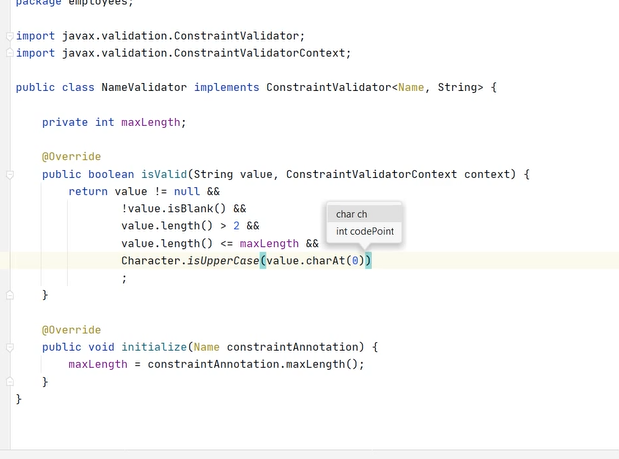 package employees;
import javax.validation.ConstraintValidator;
import javax.validation.ConstraintValidatorContext;
public class NameValidator implements ConstraintValidator<Name, String> {
private int maxLength;
@Override
public boolean isValid(String value, ConstraintValidatorContext context) {
return value != null &&
!value.isBlank() &&
value.length() > 2 &&
value.length() <= maxLength &&
char ch
int codePoint
Character.isUpperCase(value.charAt(0))
;
}
@Override
public void initialize(Name constraintAnnotation) {
maxLength = constraintAnnotation.maxLength();
}
}